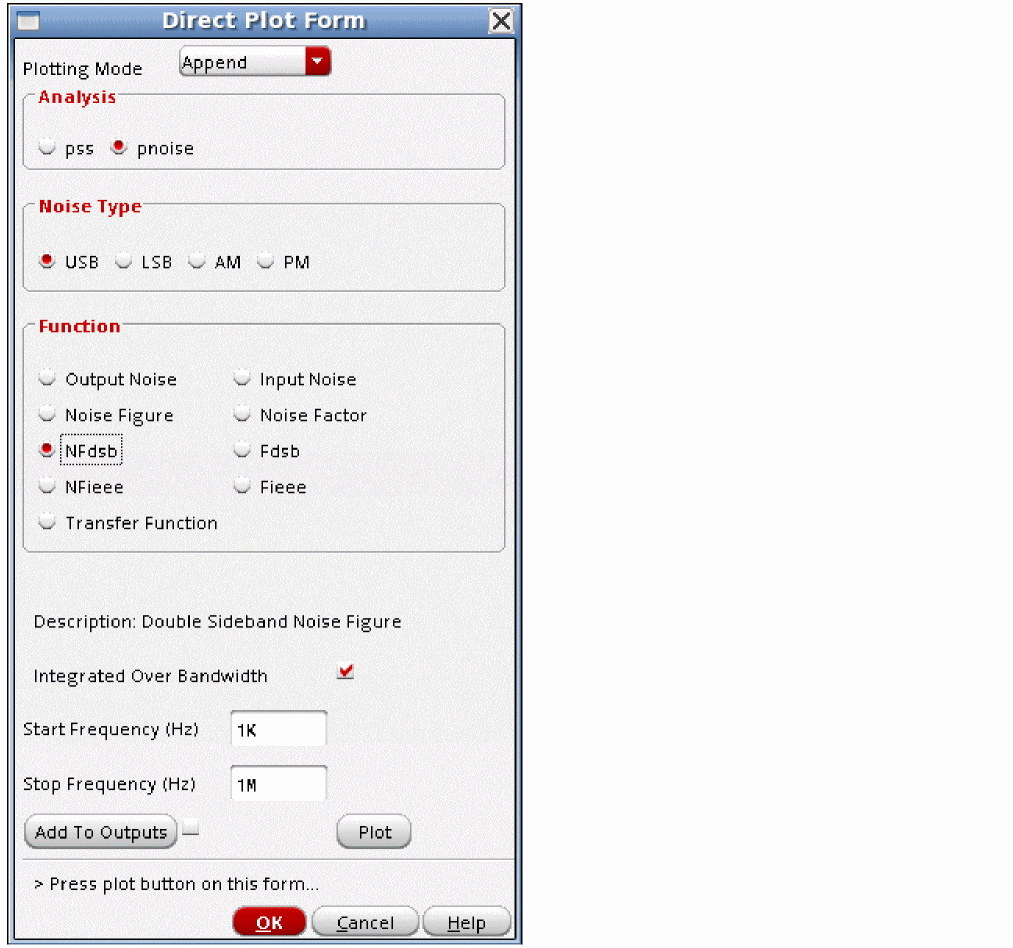 Direct Plot Form
Plotting Mode Append
Analysis
pss pnoise
Noise Type
USB LSB AM PM
Function
Output Noise Input Noise
Noise Figure Noise Factor
NFdsb Fdsb
NFieee Fieee
Transfer Function
Description: Double Sideband Noise Figure
Integrated Over Bandwidth
Start Frequency (Hz) 1K
Stop Frequency (Hz) 1M
Add To Outputs Plot
> Press plot button on this form...
OK Cancel Help